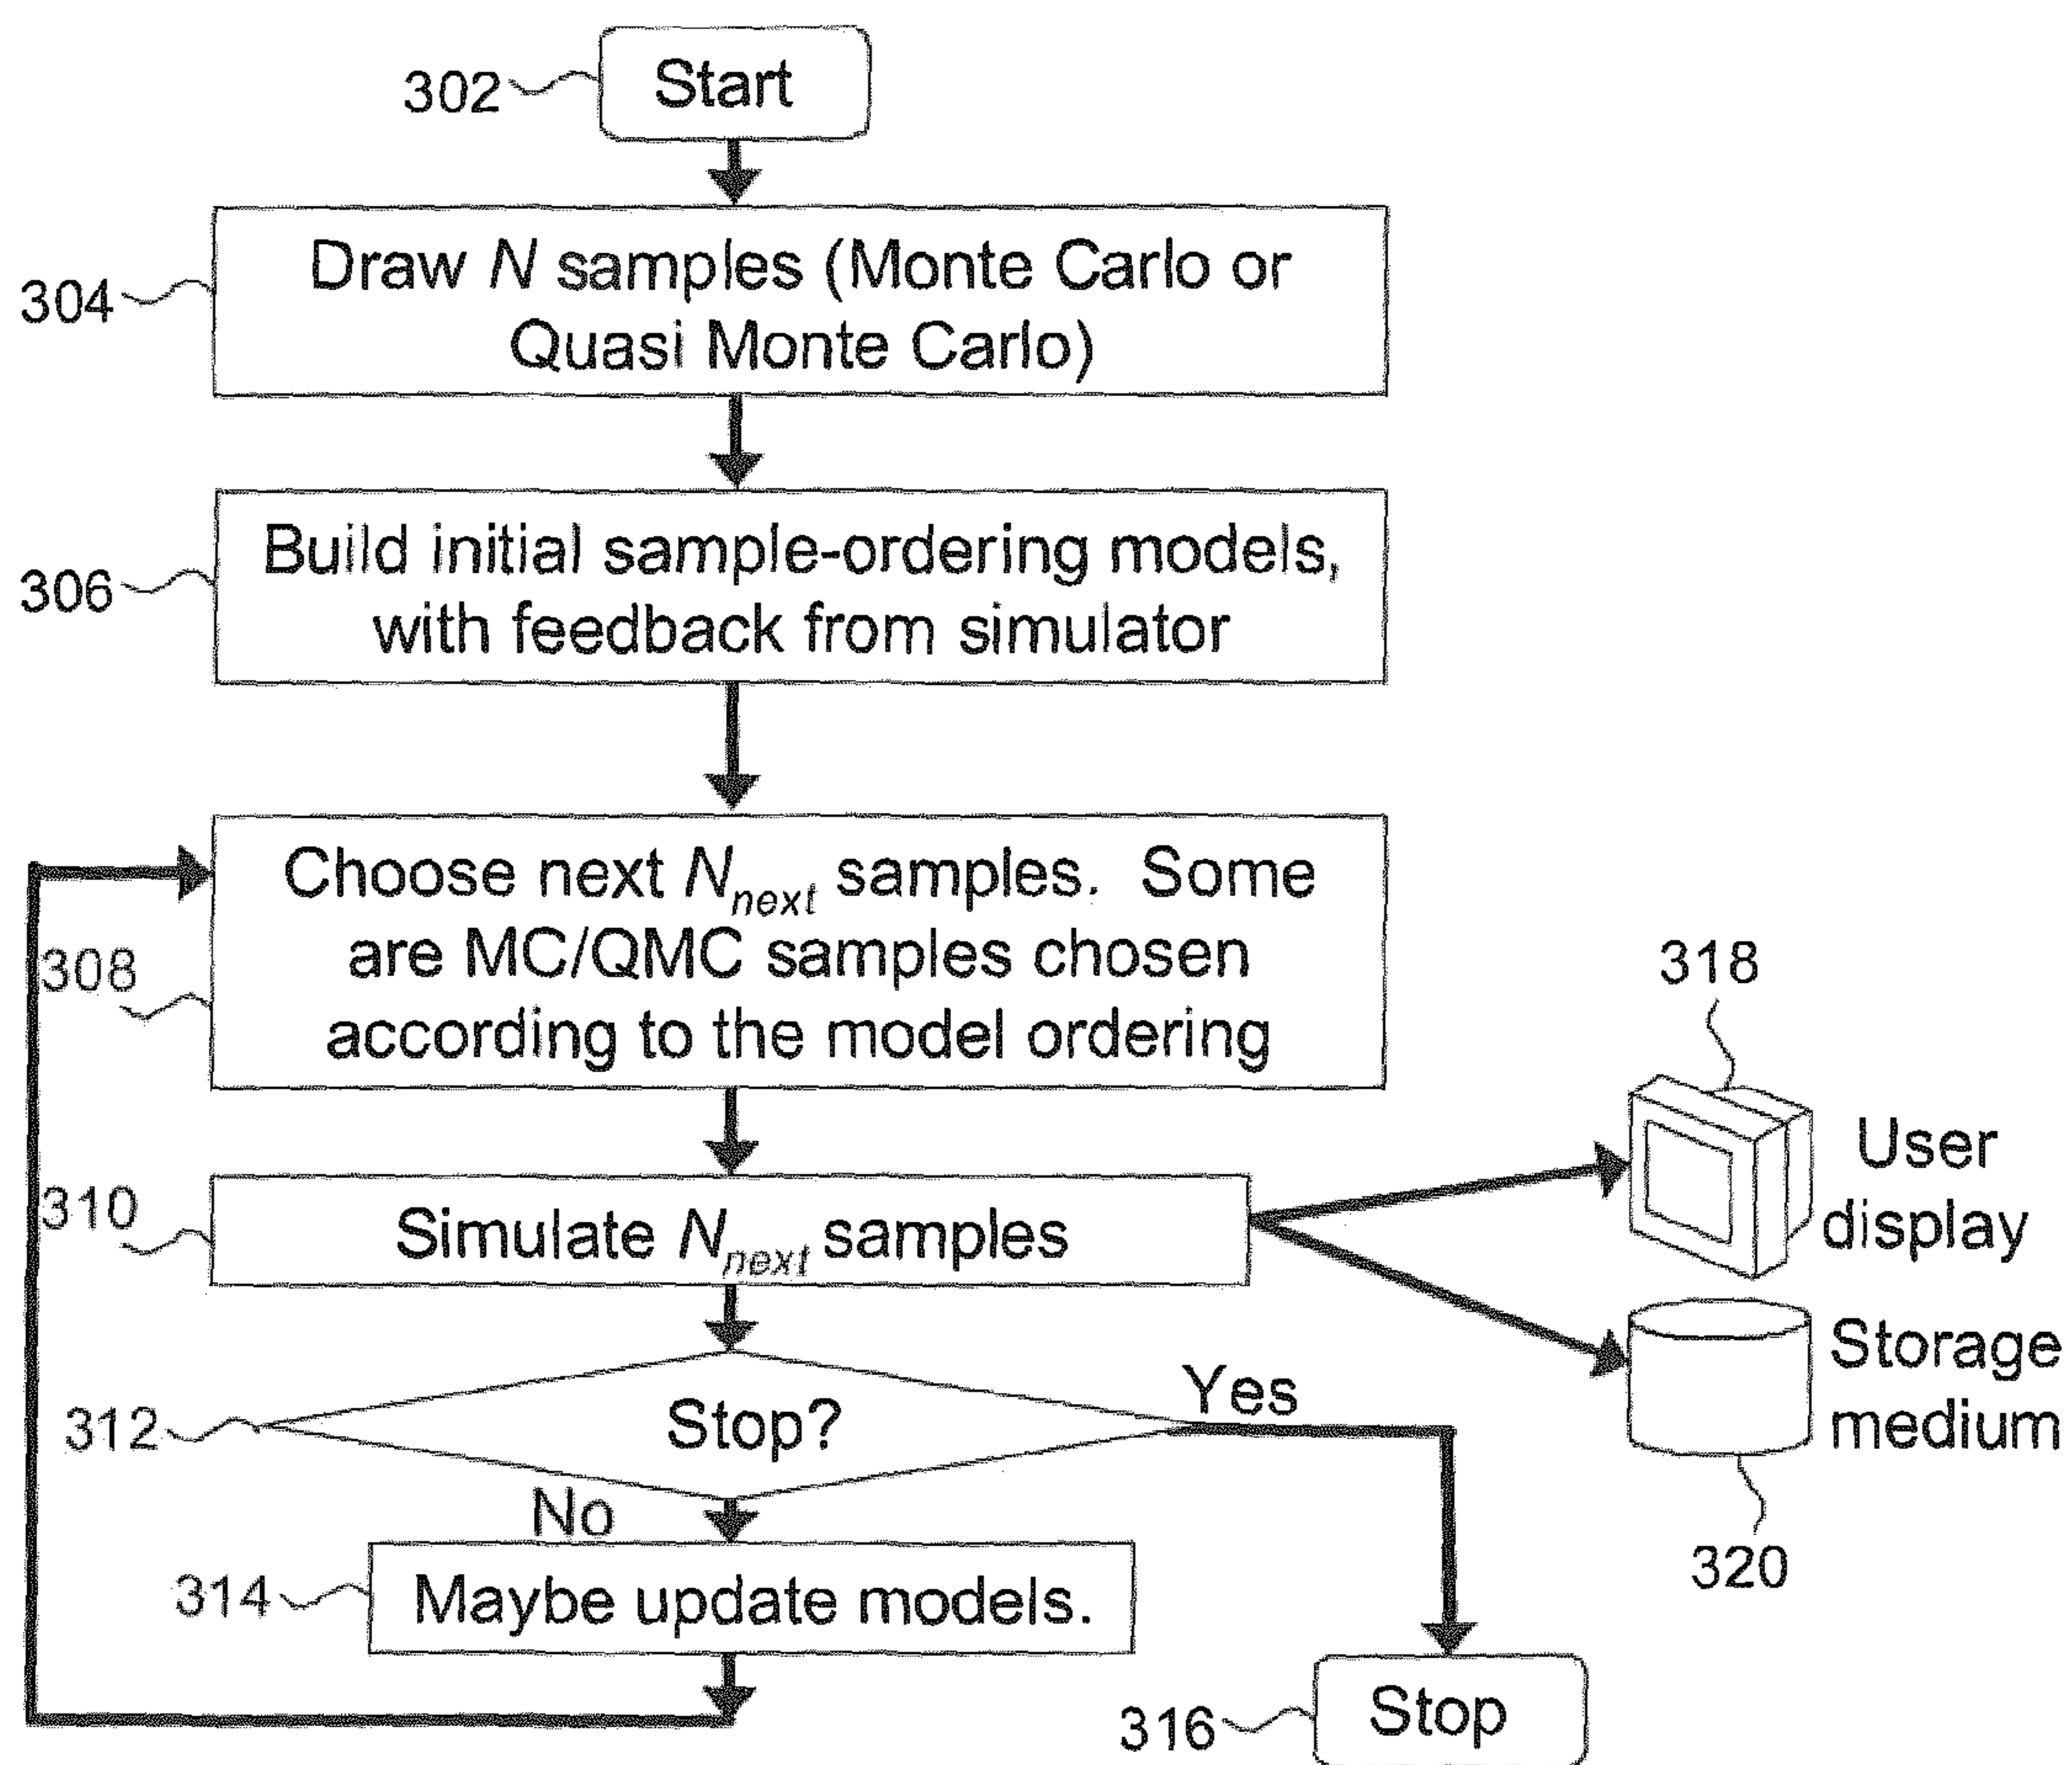 302
Start
304
Draw N samples (Monte Carlo or
Quasi Monte Carlo)
306
Build initial sample-ordering models,
with feedback from simulator
308
Choose next Nnext samples. Some
are MC/QMC samples chosen
according to the model ordering
310
Simulate Nnext samples
318
User
display
Storage
medium
320
312
Stop?
Yes
No
314
Maybe update models.
316
Stop